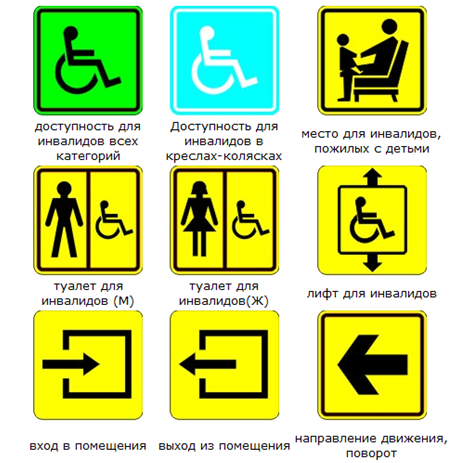 доступность для
инвалидов всех
категорий
Доступность для
инвалидов в
креслах-колясках
место для инвалидов,
пожилых с детьми
туалет для
инвалидов (М)
туалет для
инвалидов(Ж)
лифт для инвалидов
вход в помещения
выход из помещения
направление движения,
поворот